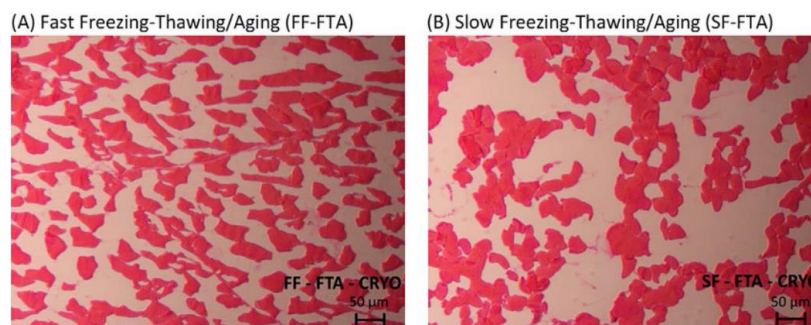 (A) Fast Freezing-Thawing/Aging (FF-FTA)
(B) Slow Freezing-Thawing/Aging (SF-FTA)
FF - FTA - CRYO
50 µm
SF - FTA - CRYO
50 µm